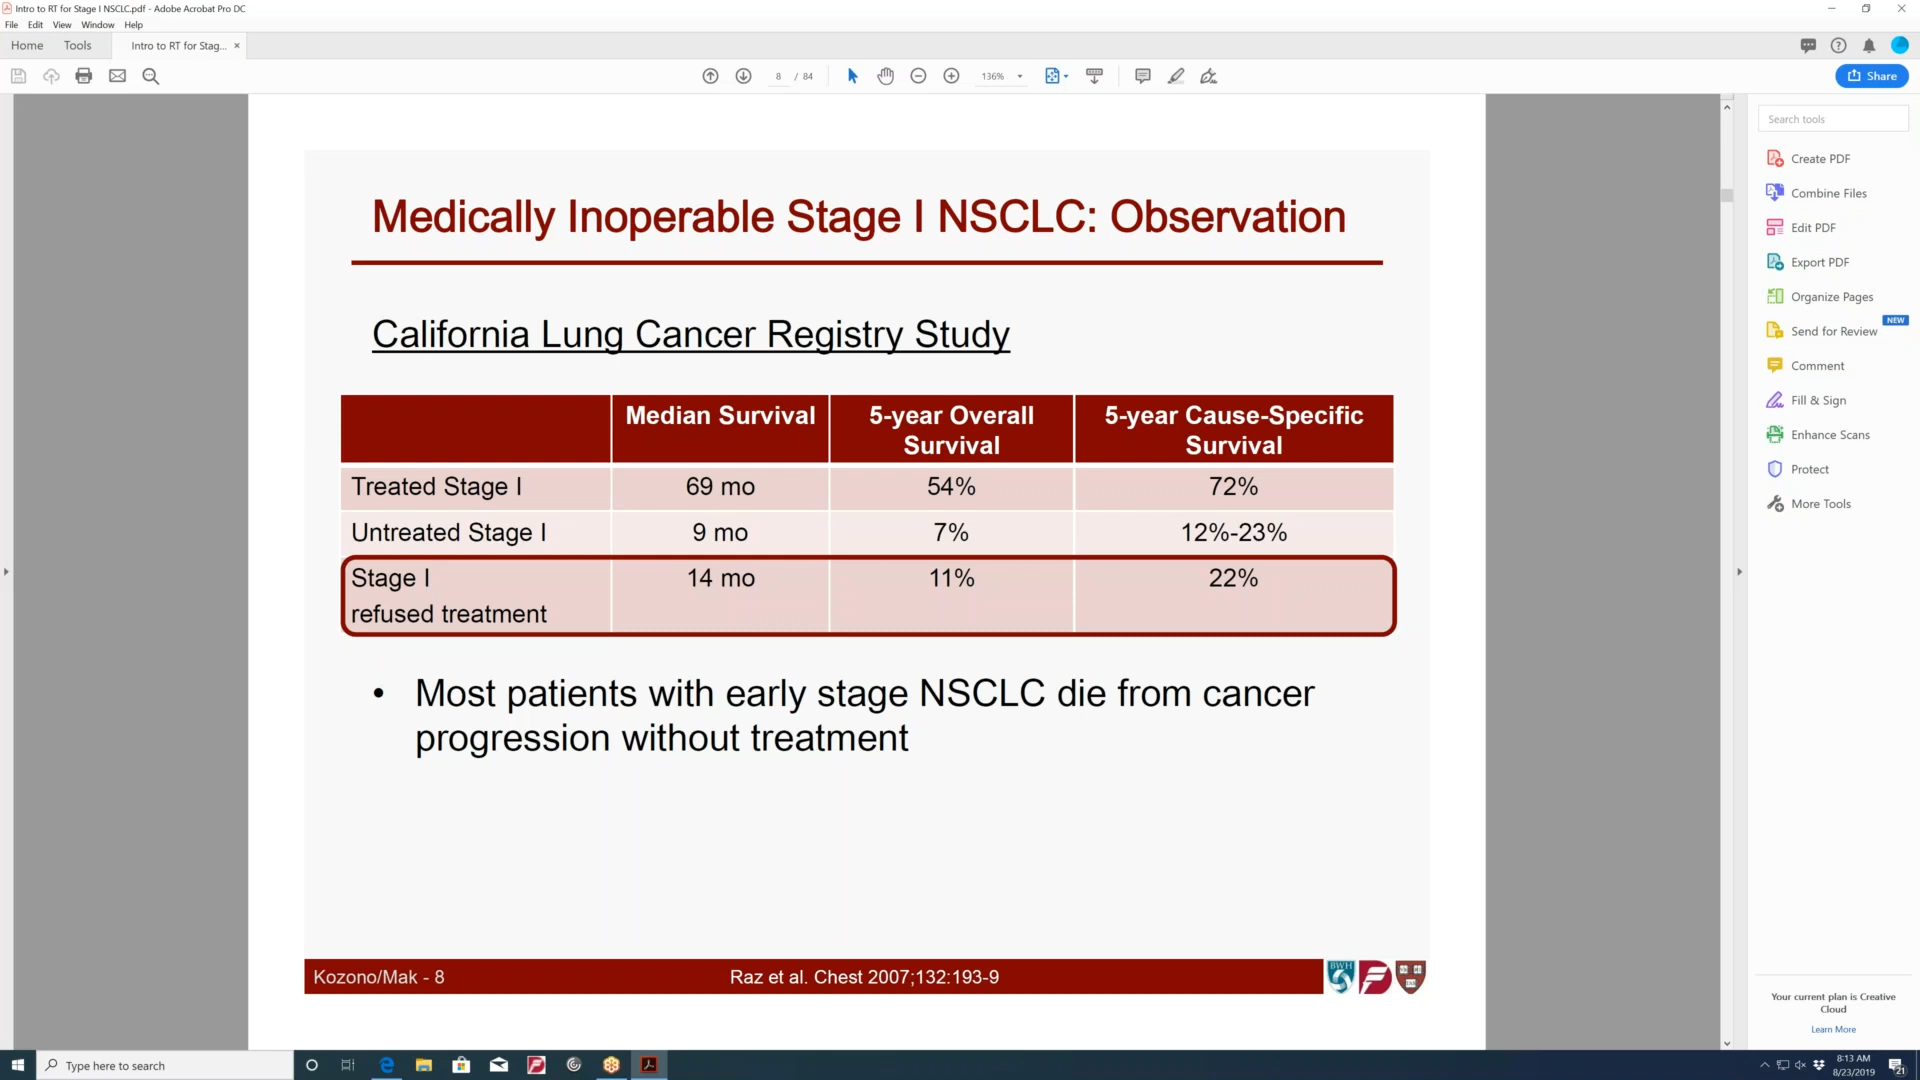 Intro to RT for Stage I NSCLC.pdf - Adobe Acrobat Pro DC
File Edit View Window Help
Home Tools Intro to RT for Stag... ×
8 / 84 136%
Share
Search tools
Create PDF
Combine Files
Edit PDF
Export PDF
Organize Pages
NEW
Send for Review
Comment
Fill & Sign
Enhance Scans
Protect
More Tools
Your current plan is Creative
Cloud
Learn More
Medically Inoperable Stage I NSCLC: Observation
California Lung Cancer Registry Study
Median Survival 5-year Overall Survival 5-year Cause-Specific Survival
Treated Stage I 69 mo 54% 72%
Untreated Stage I 9 mo 7% 12%-23%
Stage I 14 mo 11% 22%
refused treatment
• Most patients with early stage NSCLC die from cancer
progression without treatment
Kozono/Mak - 8 Raz et al. Chest 2007;132:193-9
BWH
Type here to search
8:13 AM
8/23/2019
21